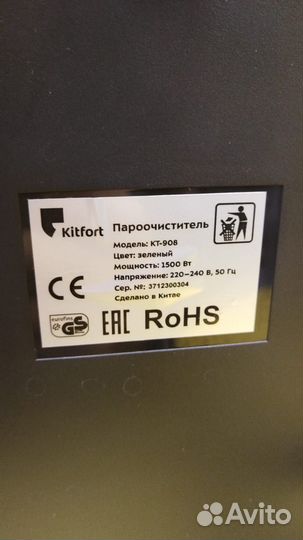 Kitfort
Пароочиститель
Модель: КТ-908
Цвет: зеленый
Мощность: 1500 Вт
Напряжение: 220-240 В, 50 Гц
Сер. №: 3712300304
Сделано в Китае
CE
eurofins
GS
EAC
RoHS
Avito